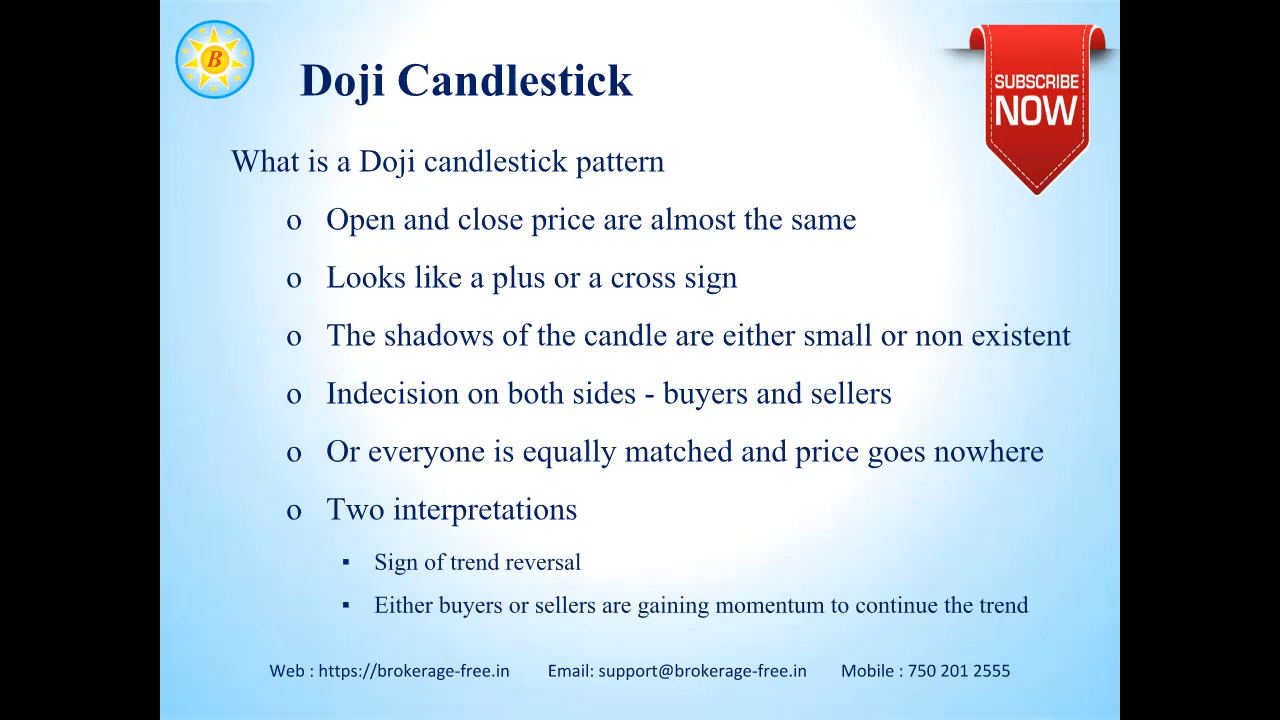 B
Doji Candlestick
SUBSCRIBE
NOW
What is a Doji candlestick pattern
o Open and close price are almost the same
o Looks like a plus or a cross sign
o The shadows of the candle are either small or non existent
o Indecision on both sides - buyers and sellers
o Or everyone is equally matched and price goes nowhere
o Two interpretations
▪ Sign of trend reversal
▪ Either buyers or sellers are gaining momentum to continue the trend
Web : https://brokerage-free.in Email: support@brokerage-free.in Mobile : 750 201 2555